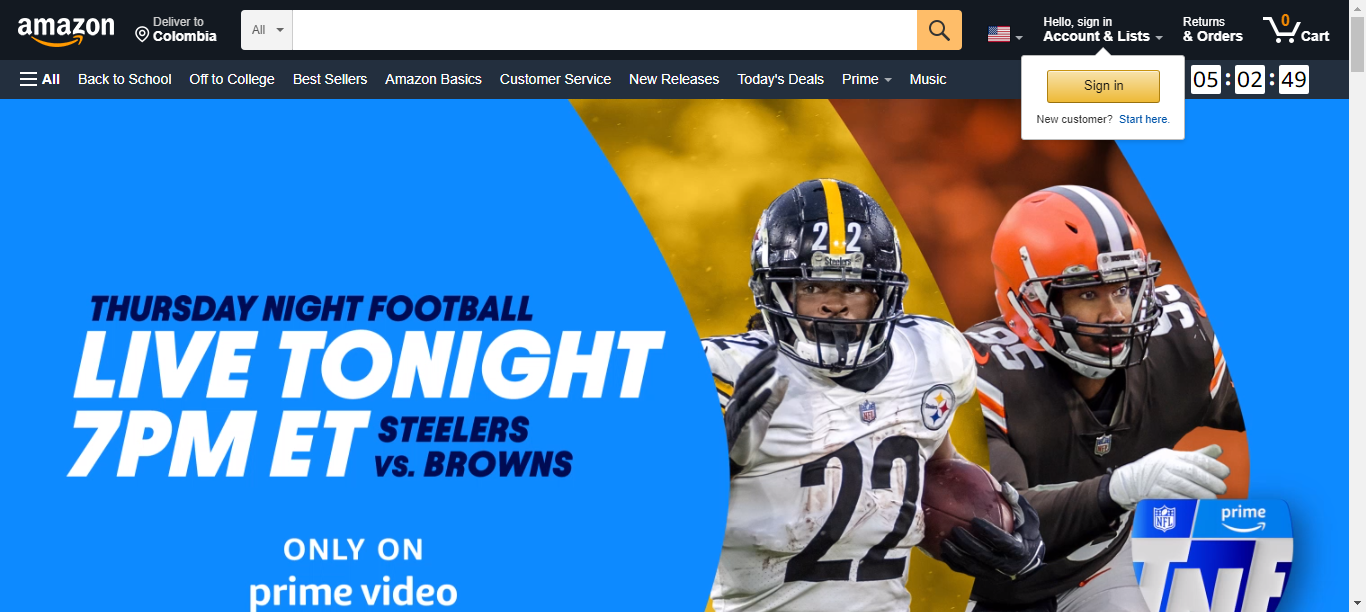 amazon
Deliver to
Colombia
All
Hello, sign in
Account & Lists
Returns
& Orders
0
Cart
All
Back to School
Off to College
Best Sellers
Amazon Basics
Customer Service
New Releases
Today's Deals
Prime
Music
05 : 02 : 49
Sign in
New customer? Start here.
THURSDAY NIGHT FOOTBALL
LIVE TONIGHT
7PM ET
STEELERS
VS. BROWNS
ONLY ON
prime video
22
Steelers
22
22
Steelers
NFL
95
NFL
NFL
prime
TNF